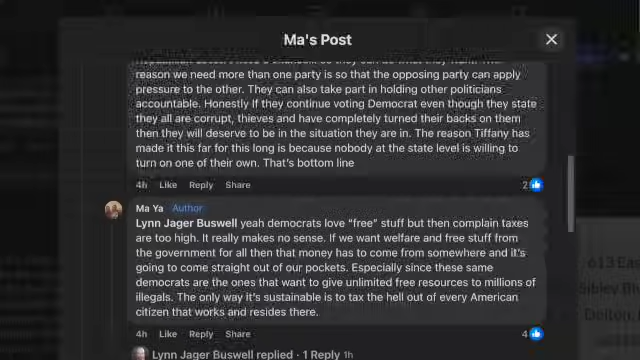 Ma's Post
reason we need more than one party is so that the opposing party can apply
pressure to the other. They can also take part in holding other politicians
accountable. Honestly If they continue voting Democrat even though they state
they all are corrupt, thieves and have completely turned their backs on them
then they will deserve to be in the situation they are in. The reason Tiffany has
made it this far for this long is because nobody at the state level is willing to
turn on one of their own. That's bottom line
4h Like Reply Share 2
Ma Ya Author
Lynn Jager Buswell yeah democrats love “free” stuff but then complain taxes
are too high. It really makes no sense. If we want welfare and free stuff from
the government for all then that money has to come from somewhere and it's
going to come straight out of our pockets. Especially since these same
democrats are the ones that want to give unlimited free resources to millions of
illegals. The only way it's sustainable is to tax the hell out of every American
citizen that works and resides there.
4h Like Reply Share 4
Lynn Jager Buswell replied · 1 Reply 1h
613 Eas
Sibley Bl
Dolton, I